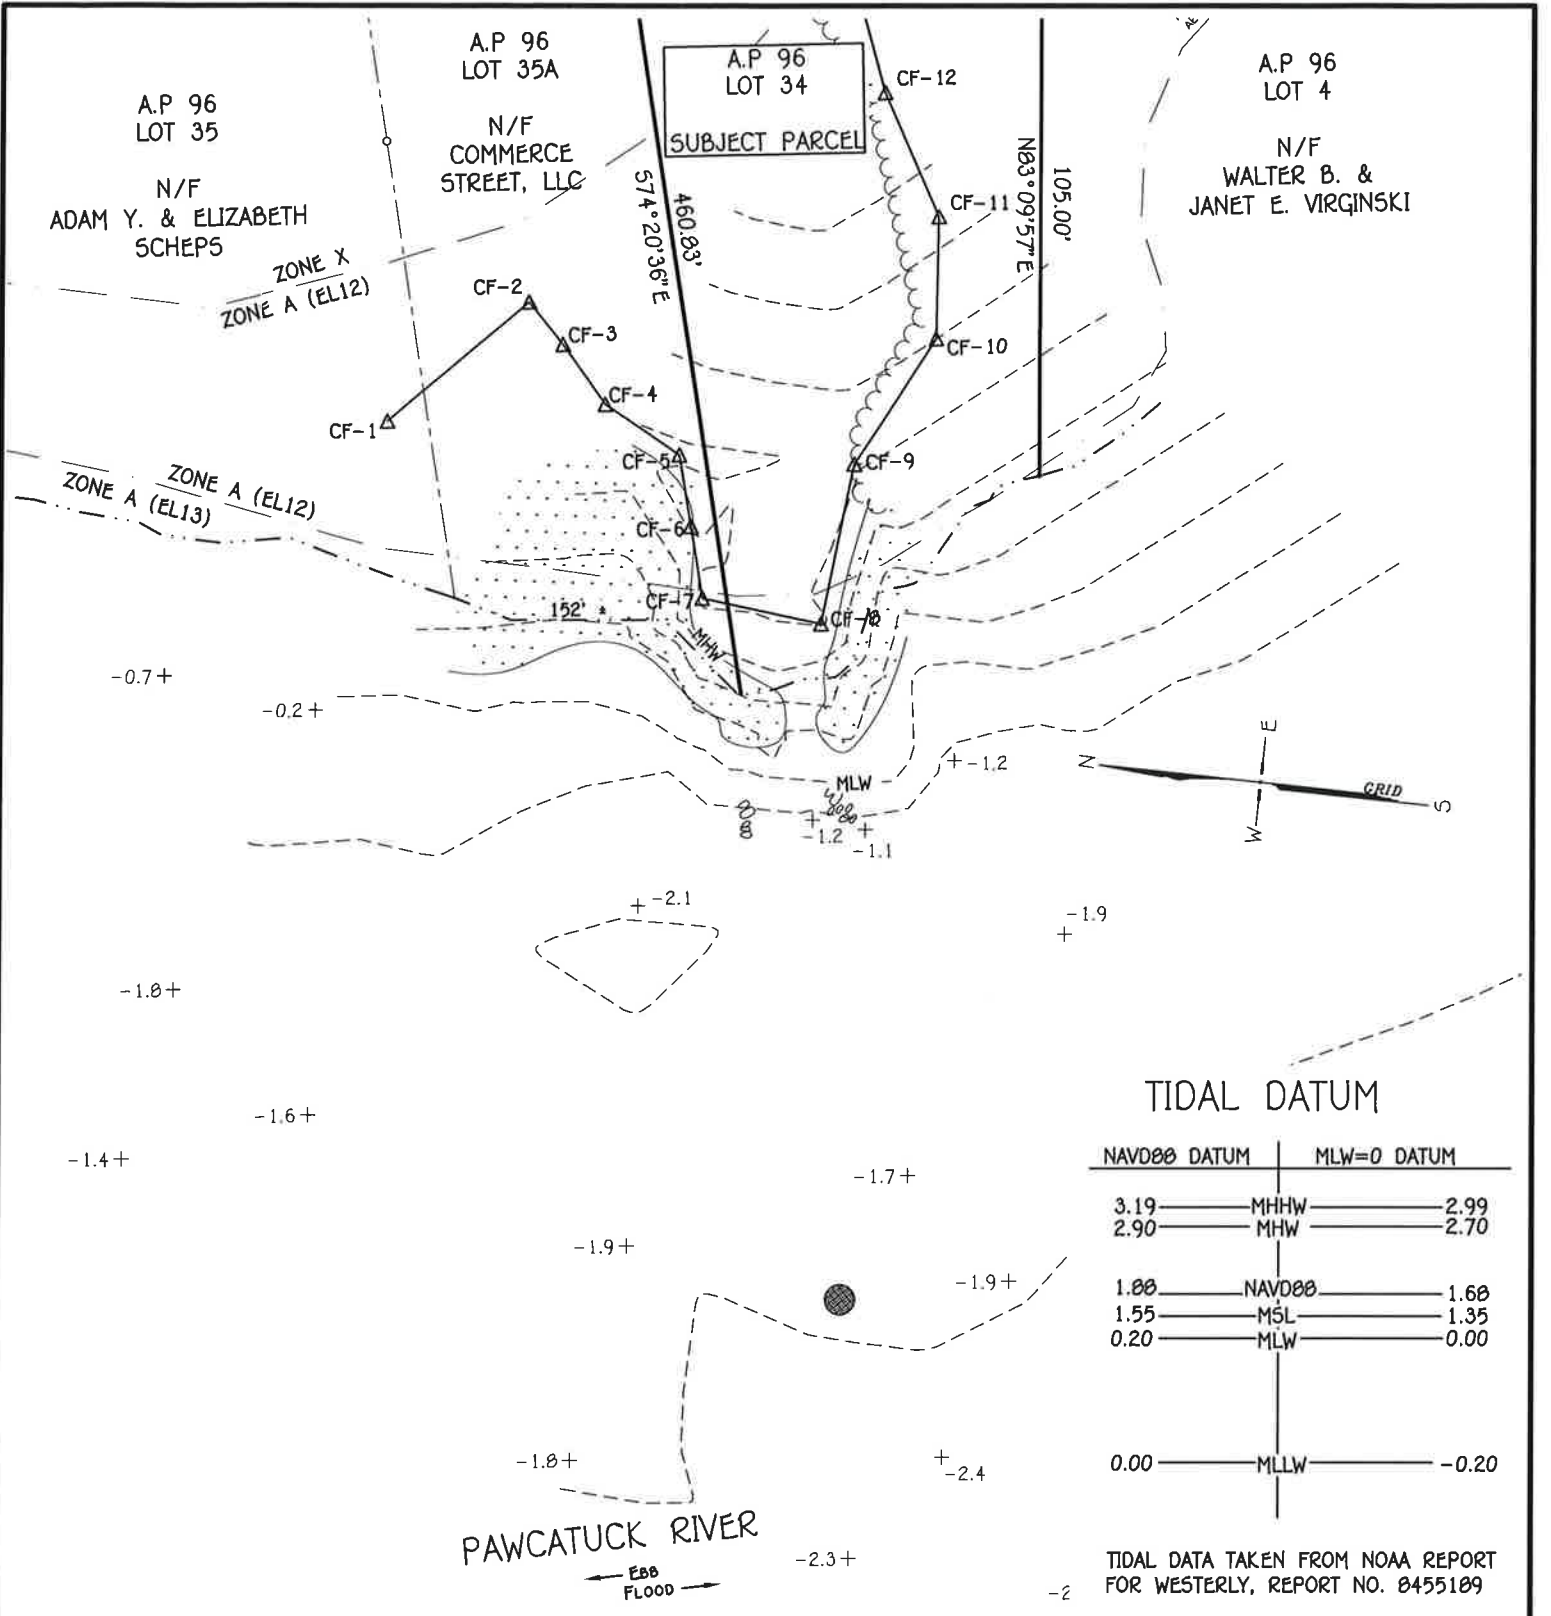 A.P 96
LOT 35
N/F
ADAM Y. & ELIZABETH
SCHEPS
A.P 96
LOT 35A
N/F
COMMERCE
STREET, LLC
A.P 96
LOT 34
SUBJECT PARCEL
A.P 96
LOT 4
N/F
WALTER B. &
JANET E. VIRGINSKI
CF-12
CF-11
N83°09'57"E
105.00'
460.83'
S74°20'36"E
ZONE X
ZONE A (EL12)
CF-2
CF-3
CF-10
CF-4
CF-1
CF-5
CF-9
ZONE A (EL12)
ZONE A (EL13)
CF-6
CF-7
152' ±
MHW
-0.7+
-0.2+
+-1.2
MLW
+
-1.2
+
-1.1
N
E
GRID
S
W
+-2.1
-1.9
+
-1.8+
-1.6+
-1.4+
-1.7+
-1.9+
-1.9+
-1.8+
+
-2.4
-2.3+
-2
PAWCATUCK RIVER
EBB
FLOOD
TIDAL DATUM
NAVD88 DATUM MLW=0 DATUM
3.19 MHHW 2.99
2.90 MHW 2.70
1.88 NAVD88 1.68
1.55 MSL 1.35
0.20 MLW 0.00
0.00 MLLW -0.20
TIDAL DATA TAKEN FROM NOAA REPORT
FOR WESTERLY, REPORT NO. 8455189